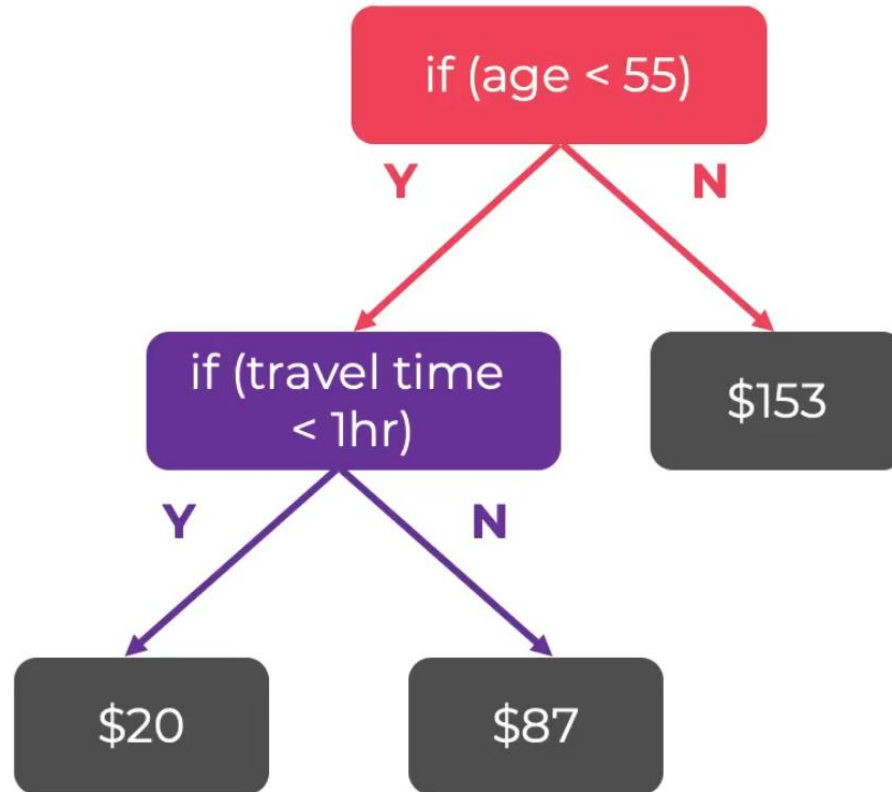 if (age < 55)
Y
N
if (travel time
< 1hr)
$153
Y
N
$20
$87